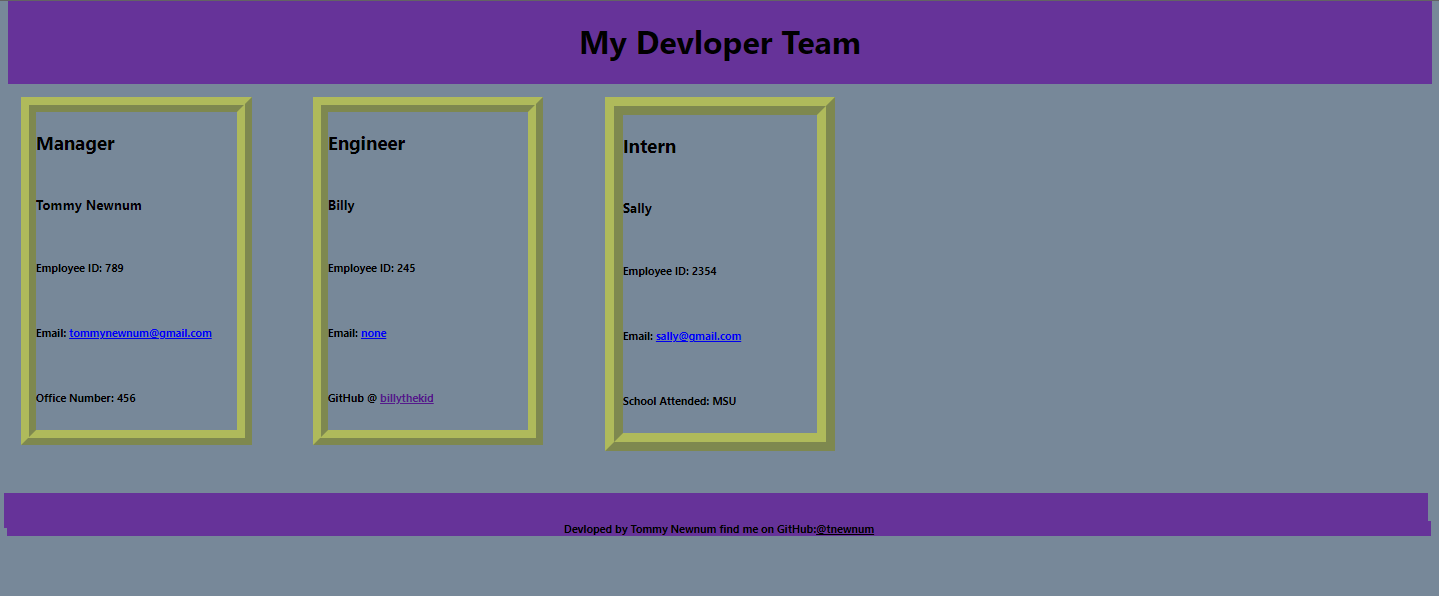 My Devloper Team
Manager
Tommy Newnum
Employee ID: 789
Email: tommynewnum@gmail.com
Office Number: 456
Engineer
Billy
Employee ID: 245
Email: none
GitHub @ billythekid
Intern
Sally
Employee ID: 2354
Email: sally@gmail.com
School Attended: MSU
Devloped by Tommy Newnum find me on GitHub:@tnewnum